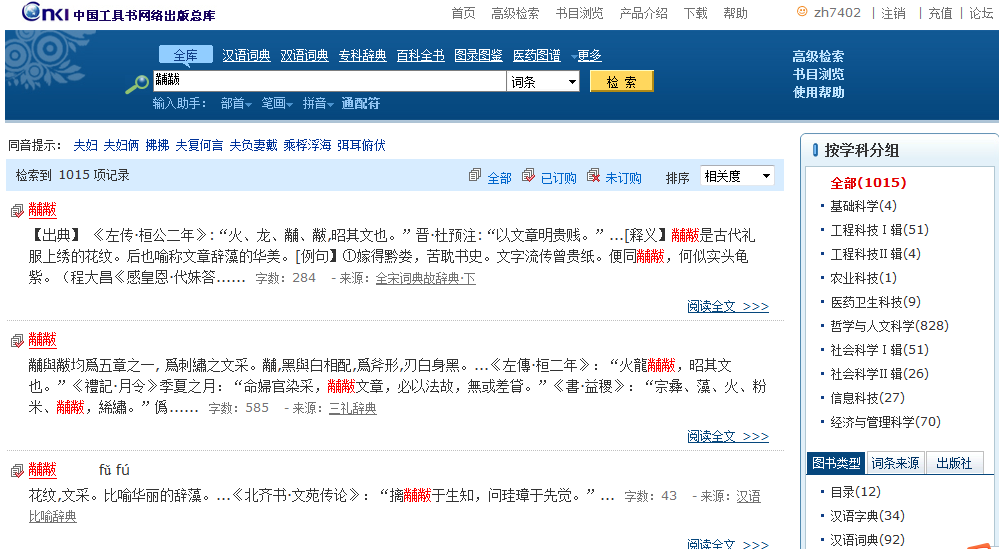 cnki 中国工具书网络出版总库
首页 高级检索 书目浏览 产品介绍 下载 帮助 zh7402 | 注销 | 充值 | 论坛
全库 汉语词典 双语词典 专科辞典 百科全书 图录图鉴 医药图谱 更多
黼黻 词条 检 索
输入助手： 部首 笔画 拼音 通配符
高级检索
书目浏览
使用帮助
同音提示： 夫妇 夫妇俩 拂拂 夫复何言 夫负妻戴 乘桴浮海 弭耳俯伏
检索到 1015 项记录 全部 已订购 未订购 排序 相关度
黼黻
【出典】 《左传·桓公二年》：“火、龙、黼、黻,昭其文也。”晋·杜预注：“以文章明贵贱。” ...[释义】黼黻是古代礼
服上绣的花纹。后也喻称文章辞藻的华美。[例句】①嫁得黔娄，苦耽书史。文字流传曾贵纸。便同黼黻，何似实头龟
紫。（程大昌《感皇恩·代妹答...... 字数：284 - 来源：全宋词典故辞典·下
阅读全文 >>>
黼黻
黼與黻均爲五章之一，爲刺繡之文采。黼,黑與白相配,爲斧形,刃白身黑。...《左傳·桓二年》：“火龍黼黻，昭其文
也。”《禮記·月令》季夏之月：“命婦官染采，黼黻文章，必以法故，無或差貸。”《書·益稷》：“宗彝、藻、火、粉
米、黼黻，絺繡。”僞...... 字数：585 - 来源：三礼辞典
阅读全文 >>>
黼黻 fǔ fú
花纹,文采。比喻华丽的辞藻。...《北齐书·文苑传论》：“摛黼黻于生知，问珪璋于先觉。” ... 字数：43 - 来源：汉语
比喻辞典
阅读全文 >>>
按学科分组
全部(1015)
基础科学(4)
工程科技Ⅰ辑(51)
工程科技Ⅱ辑(4)
农业科技(1)
医药卫生科技(9)
哲学与人文科学(828)
社会科学Ⅰ辑(51)
社会科学Ⅱ辑(26)
信息科技(27)
经济与管理科学(70)
图书类型 词条来源 出版社
目录(12)
汉语字典(34)
汉语词典(92)